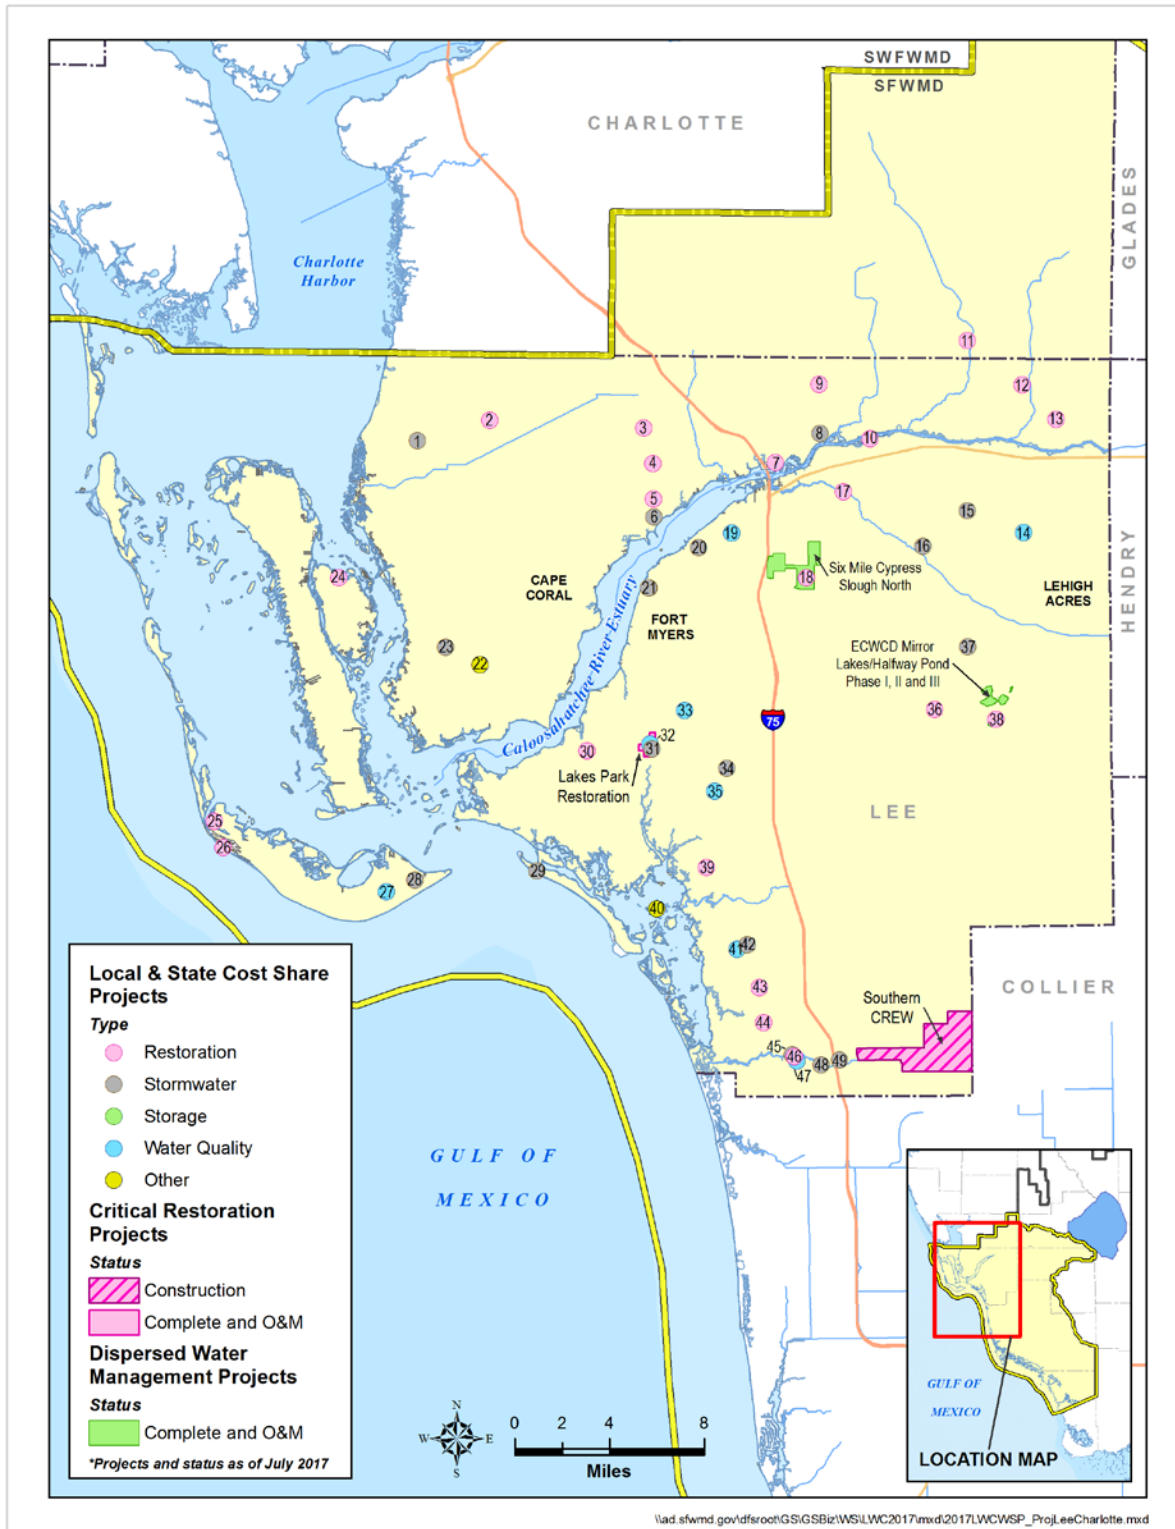 SWFWMD
SFWMD
CHARLOTTE
GLADES
Charlotte
Harbor
11
9
12
2
13
3
8
10
1
4
7
17
5
6
15
19
14
16
20
Six Mile Cypress
Slough North
24
18
CAPE
CORAL
21
LEHIGH
ACRES
HENDRY
FORT
MYERS
Caloosahatchee River Estuary
23
22
37
ECWCD Mirror
Lakes/Halfway Pond
Phase I, II and III
33
36
38
75
32
30
31
Lakes Park
Restoration
34
35
LEE
25
26
39
29
28
27
40
41
42
43
COLLIER
Southern
CREW
44
45
46
47
48
49
Local & State Cost Share
Projects
Type
Restoration
Stormwater
Storage
Water Quality
Other
Critical Restoration
Projects
Status
Construction
Complete and O&M
Dispersed Water
Management Projects
Status
Complete and O&M
*Projects and status as of July 2017
GULF OF
MEXICO
N
W
E
S
0 2 4 8
Miles
GULF OF
MEXICO
LOCATION MAP
\\ad.sfwmd.gov\dfsroot\GS\GSBiz\WS\LWC2017\mxd\2017LWCWSP_ProjLeeCharlotte.mxd